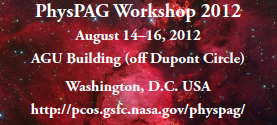 PhysPAG Workshop 2012
August 14–16, 2012
AGU Building (off Dupont Circle)
Washington, D.C. USA
http://pcos.gsfc.nasa.gov/physpag/